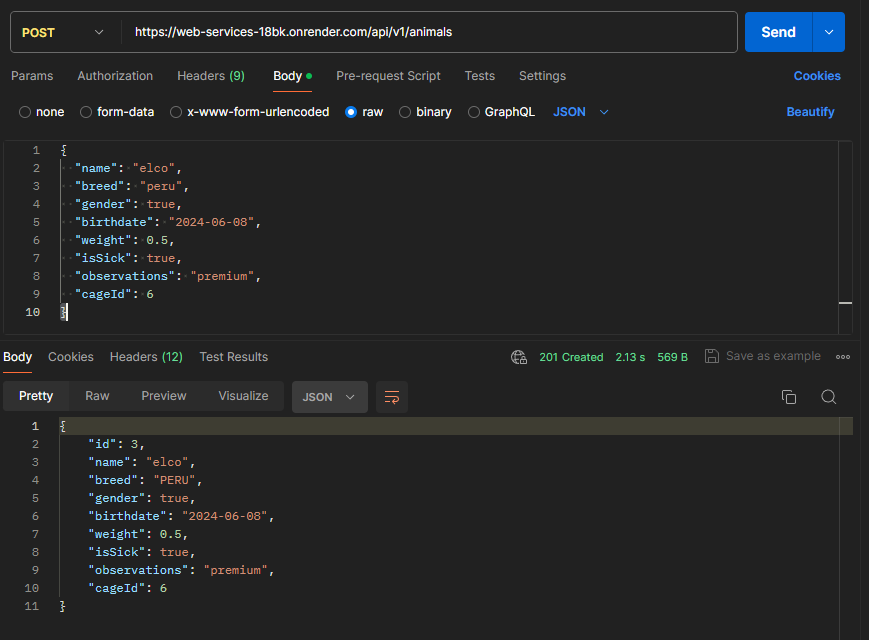 POST https://web-services-18bk.onrender.com/api/v1/animals Send
Params Authorization Headers (9) Body Pre-request Script Tests Settings Cookies
none form-data x-www-form-urlencoded raw binary GraphQL JSON Beautify
1 {
2 "name": "elco",
3 "breed": "peru",
4 "gender": true,
5 "birthdate": "2024-06-08",
6 "weight": 0.5,
7 "isSick": true,
8 "observations": "premium",
9 "cageId": 6
10 }
Body Cookies Headers (12) Test Results 201 Created 2.13 s 569 B Save as example
Pretty Raw Preview Visualize JSON
1 {
2 "id": 3,
3 "name": "elco",
4 "breed": "PERU",
5 "gender": true,
6 "birthdate": "2024-06-08",
7 "weight": 0.5,
8 "isSick": true,
9 "observations": "premium",
10 "cageId": 6
11 }